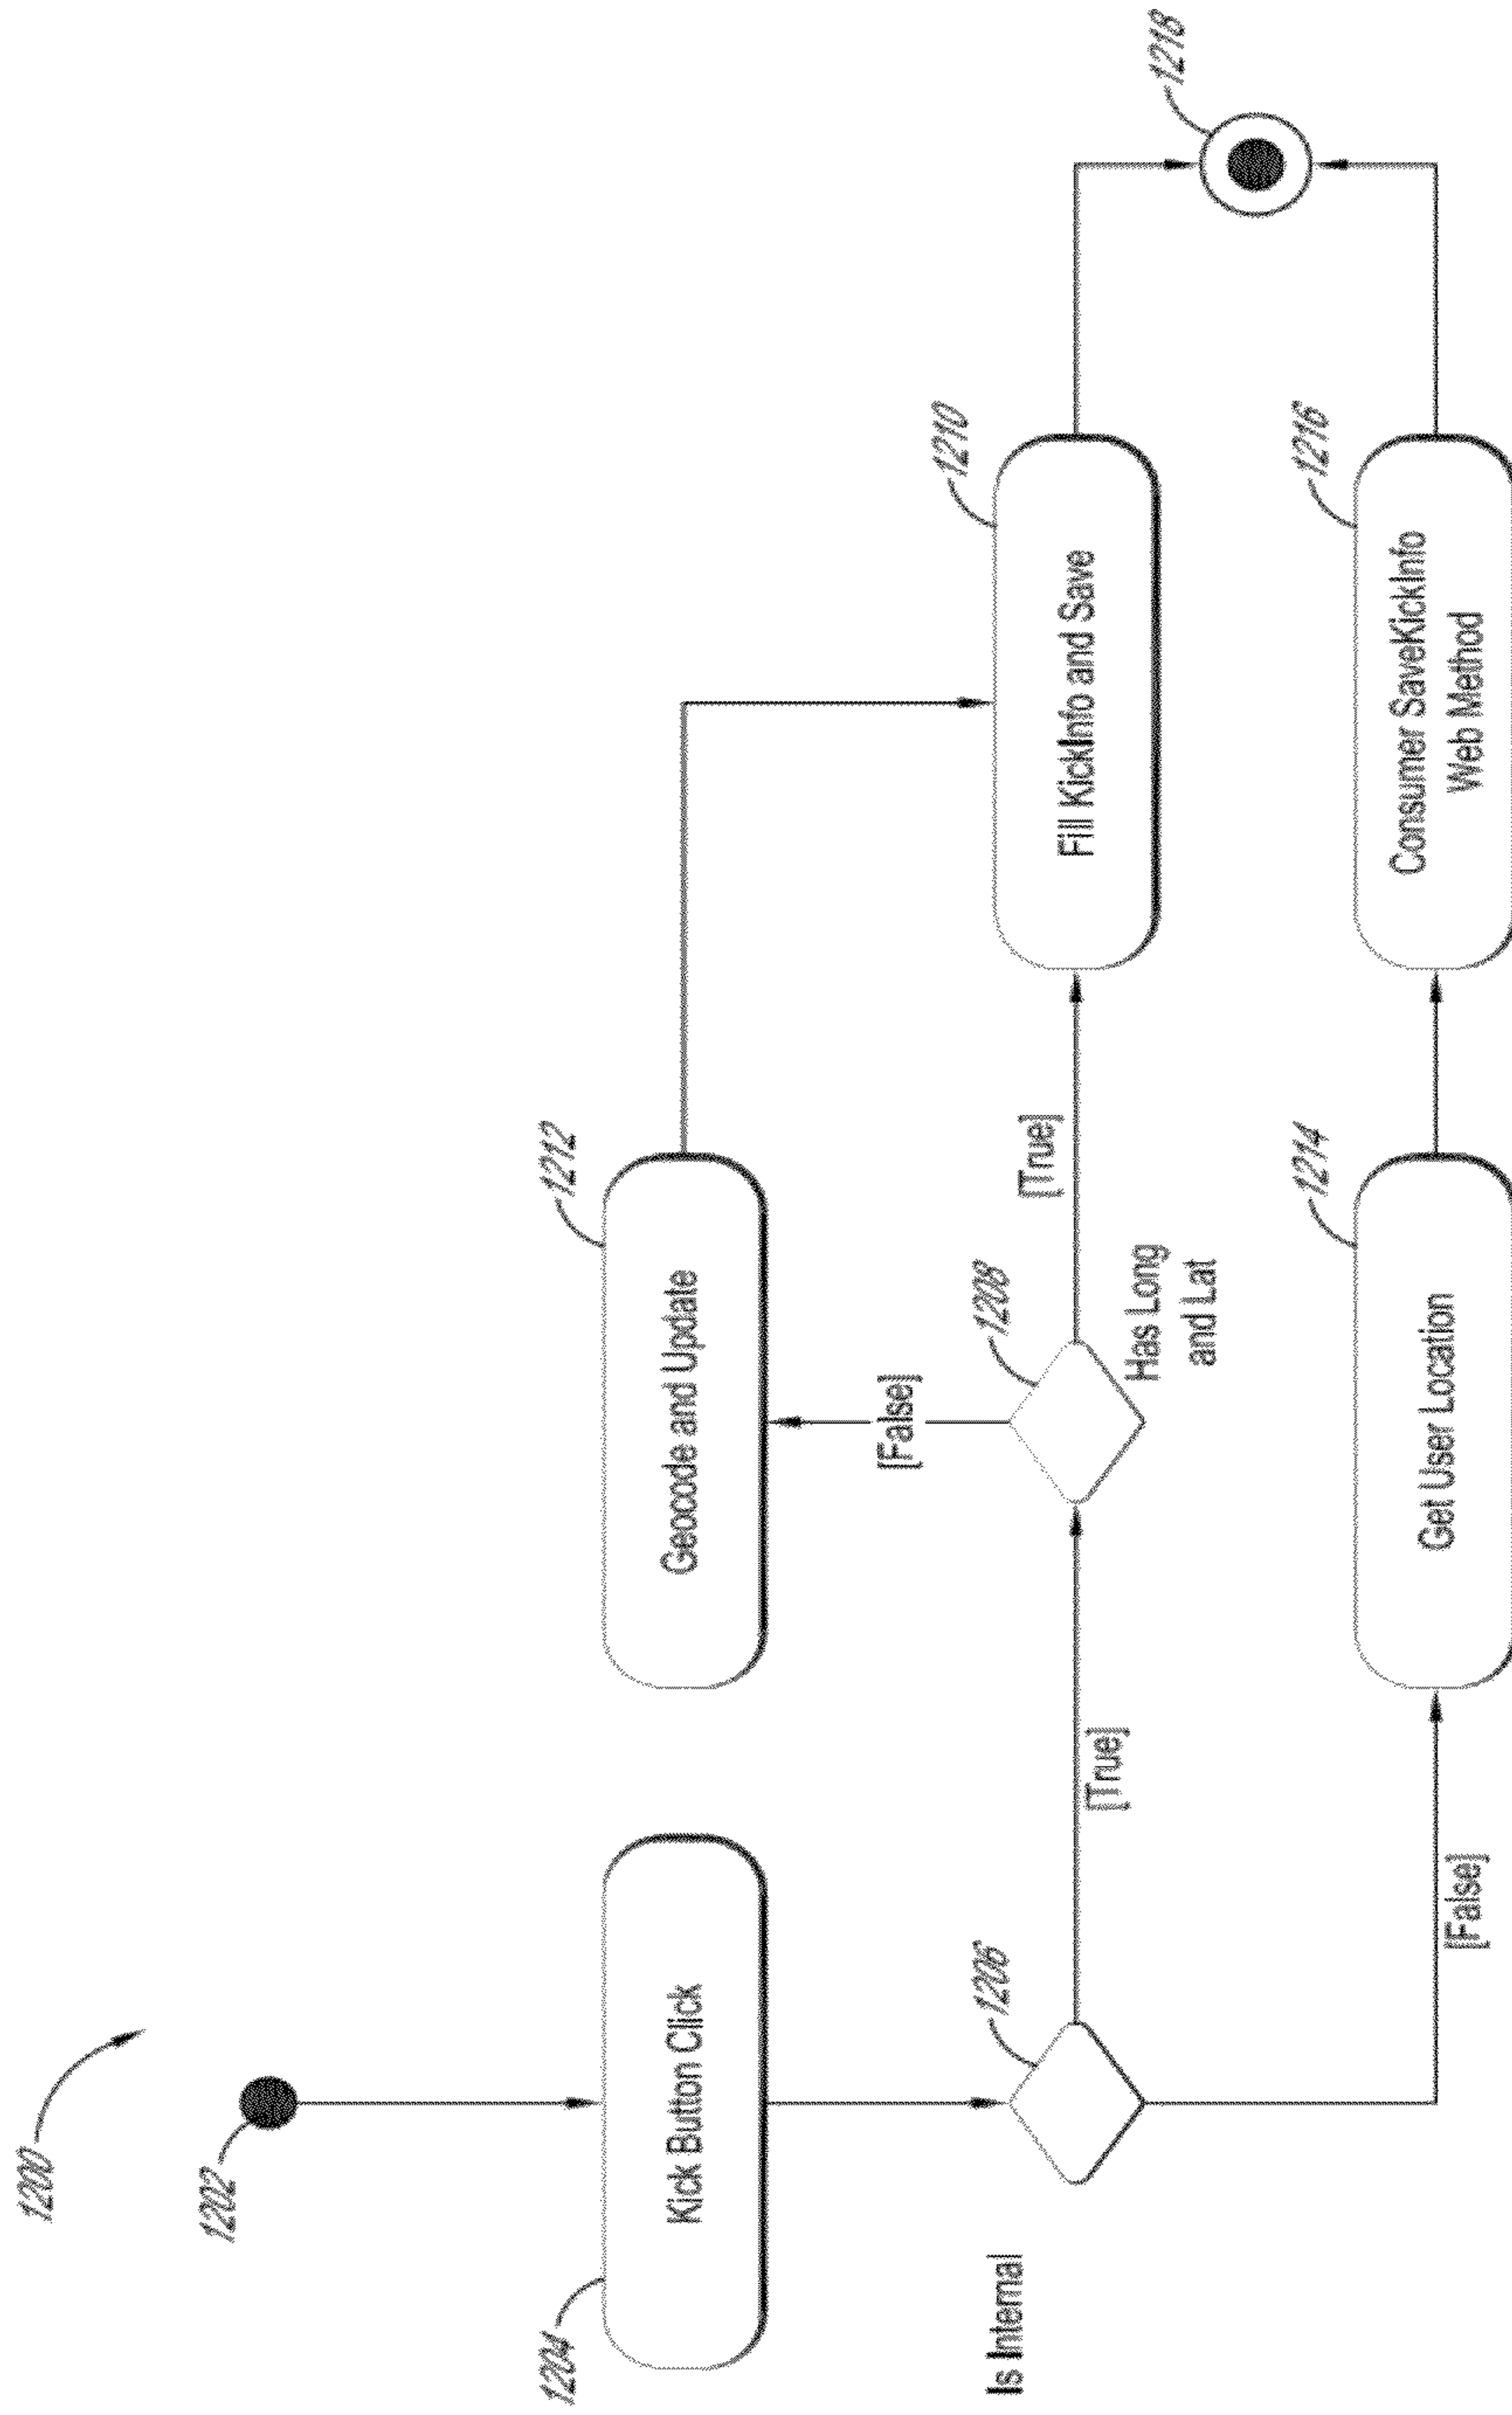 1200
1202
1204
Kick Button Click
Is Internal
1206
[True]
[False]
1212
Geocode and Update
[False]
1208
Has Long
and Lat
[True]
1210
Fill KickInfo and Save
1214
Get User Location
1216
Consumer SaveKickInfo
Web Method
1218